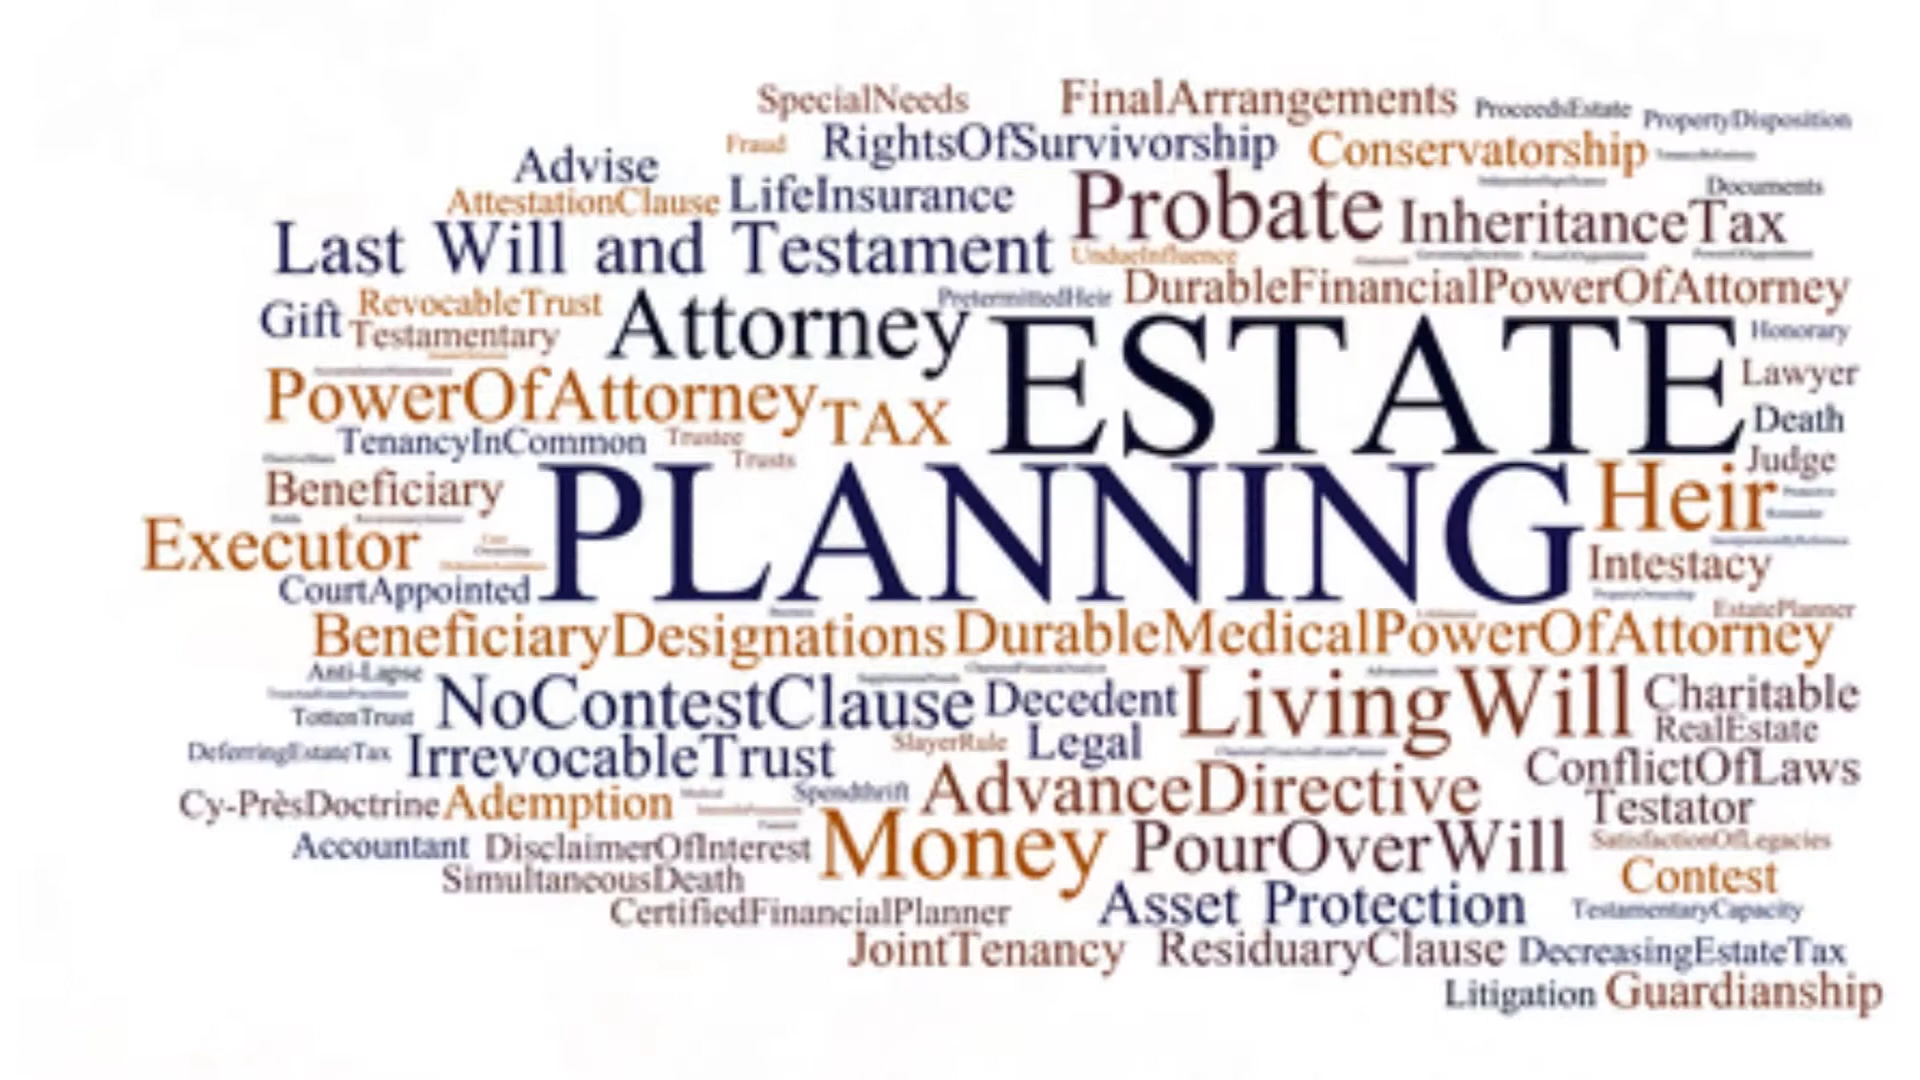 SpecialNeeds FinalArrangements ProceedsEstate PropertyDisposition
Fraud RightsOfSurvivorship Conservatorship
Advise
AttestationClause LifeInsurance Probate InheritanceTax Documents
Last Will and Testament UndueInfluence
Gift RevocableTrust Attorney PretermittedHeir DurableFinancialPowerOfAttorney
Testamentary ESTATE Honorary
PowerOfAttorney TAX Lawyer
Death
TenancyInCommon Trustee Judge
Trusts
Beneficiary PLANNING Heir
Executor Ownership Intestacy
CourtAppointed PropertyOwnership EstatePlanner
BeneficiaryDesignations DurableMedicalPowerOfAttorney
Anti-Lapse
NoContestClause Decedent LivingWill Charitable
TottenTrust RealEstate
DeferringEstateTax IrrevocableTrust SlayerRule Legal
ConflictOfLaws
Cy-PrèsDoctrine Ademption Spendthrift AdvanceDirective Testator
Accountant DisclaimerOfInterest Money PourOverWill SatisfactionOfLegacies
SimultaneousDeath Contest
CertifiedFinancialPlanner Asset Protection TestamentaryCapacity
JointTenancy ResiduaryClause DecreasingEstateTax
Litigation Guardianship